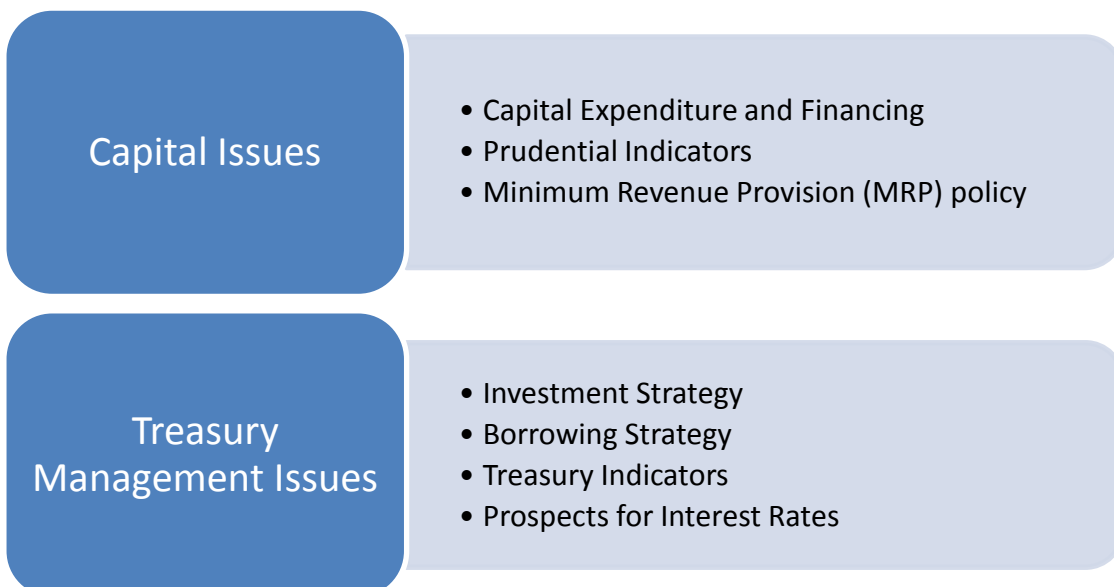 Capital Issues
• Capital Expenditure and Financing
• Prudential Indicators
• Minimum Revenue Provision (MRP) policy
Treasury
Management Issues
• Investment Strategy
• Borrowing Strategy
• Treasury Indicators
• Prospects for Interest Rates